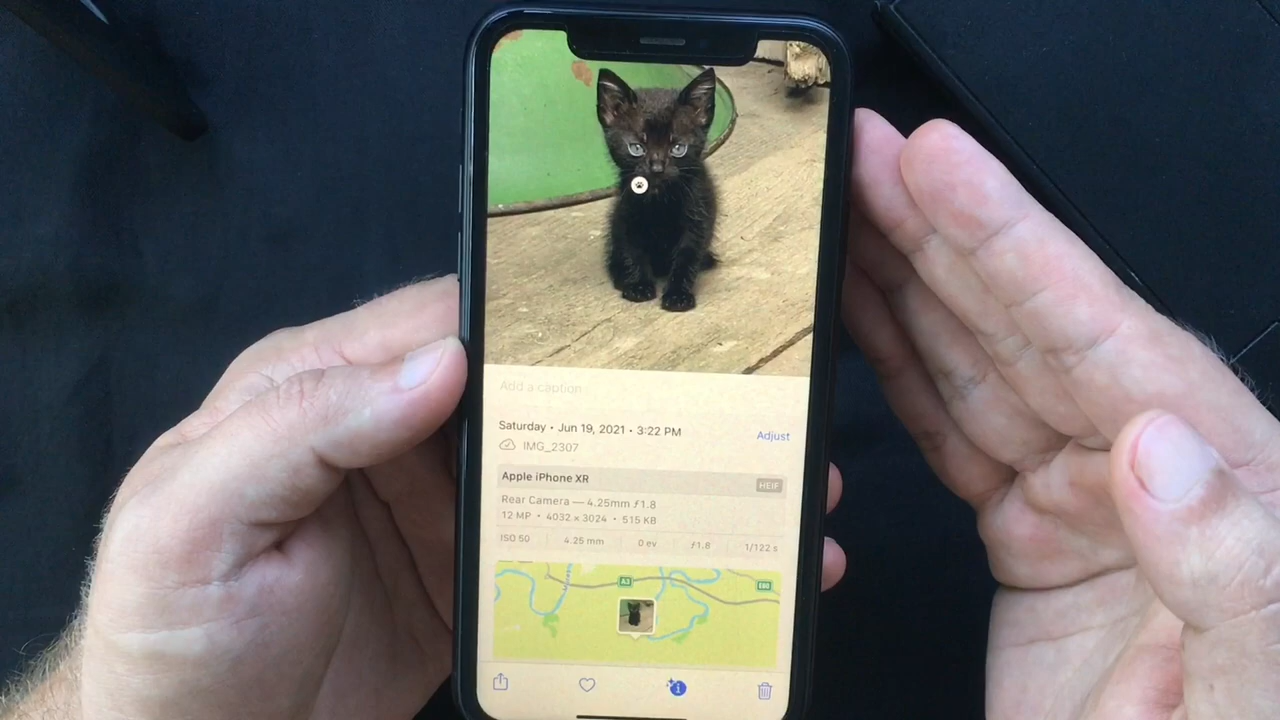 Add a caption
Saturday • Jun 19, 2021 • 3:22 PM
Adjust
IMG_2307
Apple iPhone XR
HEIF
Rear Camera — 4.25mm ƒ1.8
12 MP • 4032 x 3024 • 515 KB
ISO 50 4.25 mm 0 ev ƒ1.8 1/122 s
A3
E60